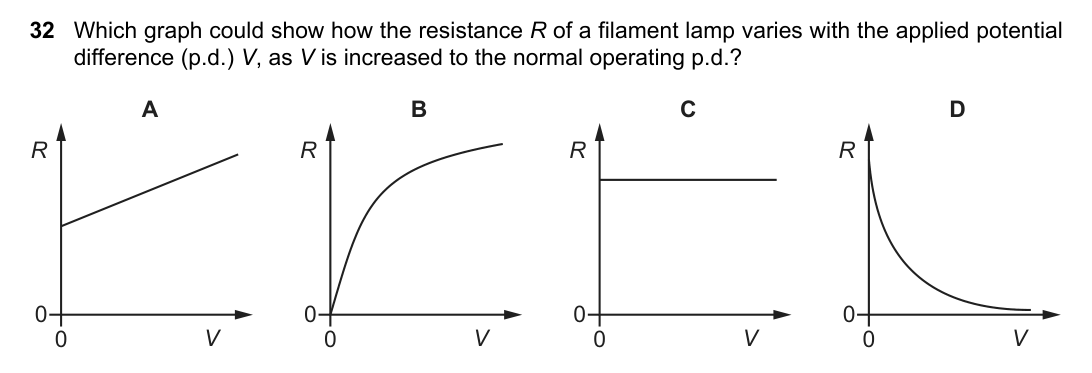 32 Which graph could show how the resistance R of a filament lamp varies with the applied potential
difference (p.d.) V, as V is increased to the normal operating p.d.?
A B C D
R R R R
0 0 0 0
0 V 0 V 0 V 0 V